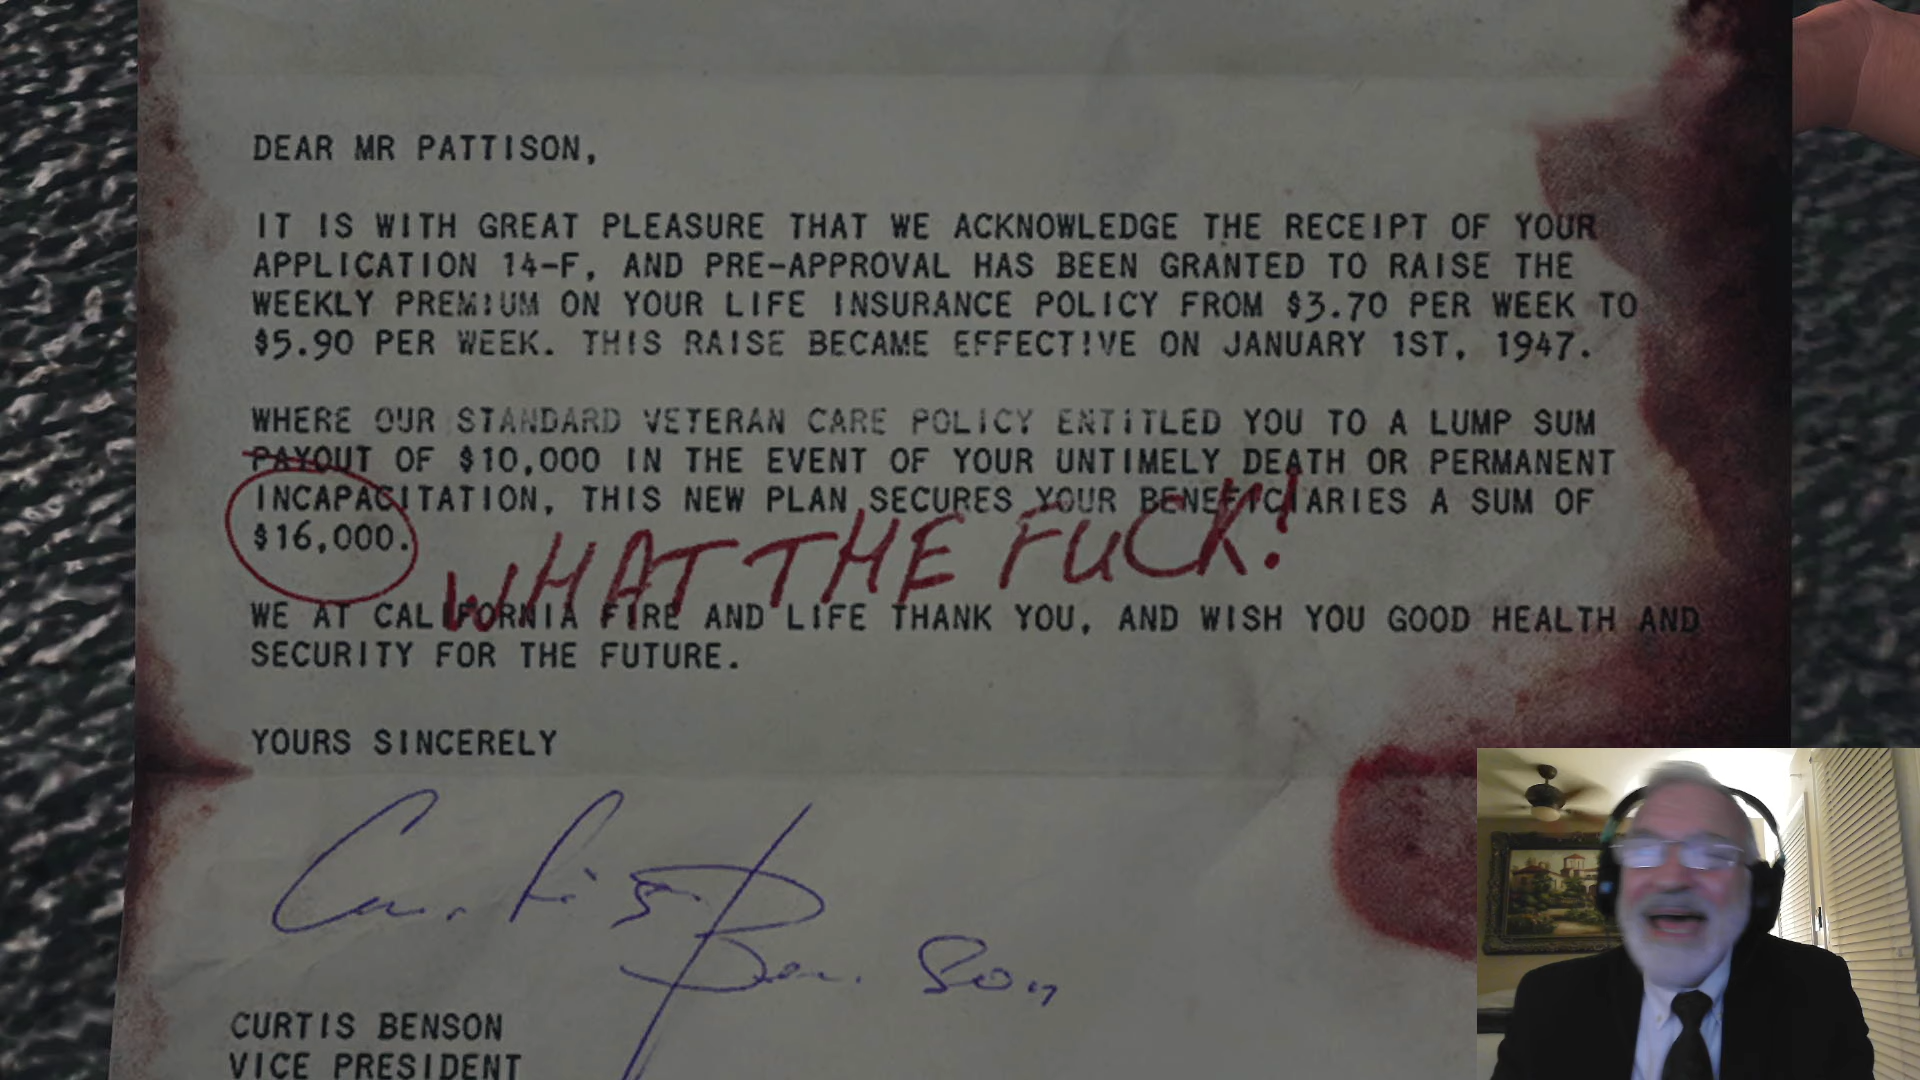 DEAR MR PATTISON,
IT IS WITH GREAT PLEASURE THAT WE ACKNOWLEDGE THE RECEIPT OF YOUR
APPLICATION 14-F, AND PRE-APPROVAL HAS BEEN GRANTED TO RAISE THE
WEEKLY PREMIUM ON YOUR LIFE INSURANCE POLICY FROM $3.70 PER WEEK TO
$5.90 PER WEEK. THIS RAISE BECAME EFFECTIVE ON JANUARY 1ST, 1947.
WHERE OUR STANDARD VETERAN CARE POLICY ENTITLED YOU TO A LUMP SUM
PAYOUT OF $10,000 IN THE EVENT OF YOUR UNTIMELY DEATH OR PERMANENT
INCAPACITATION, THIS NEW PLAN SECURES YOUR BENEFICIARIES A SUM OF
$16,000.
WHAT THE FUCK!
WE AT CALIFORNIA FIRE AND LIFE THANK YOU, AND WISH YOU GOOD HEALTH AND
SECURITY FOR THE FUTURE.
YOURS SINCERELY
Curtis Benson
CURTIS BENSON
VICE PRESIDENT